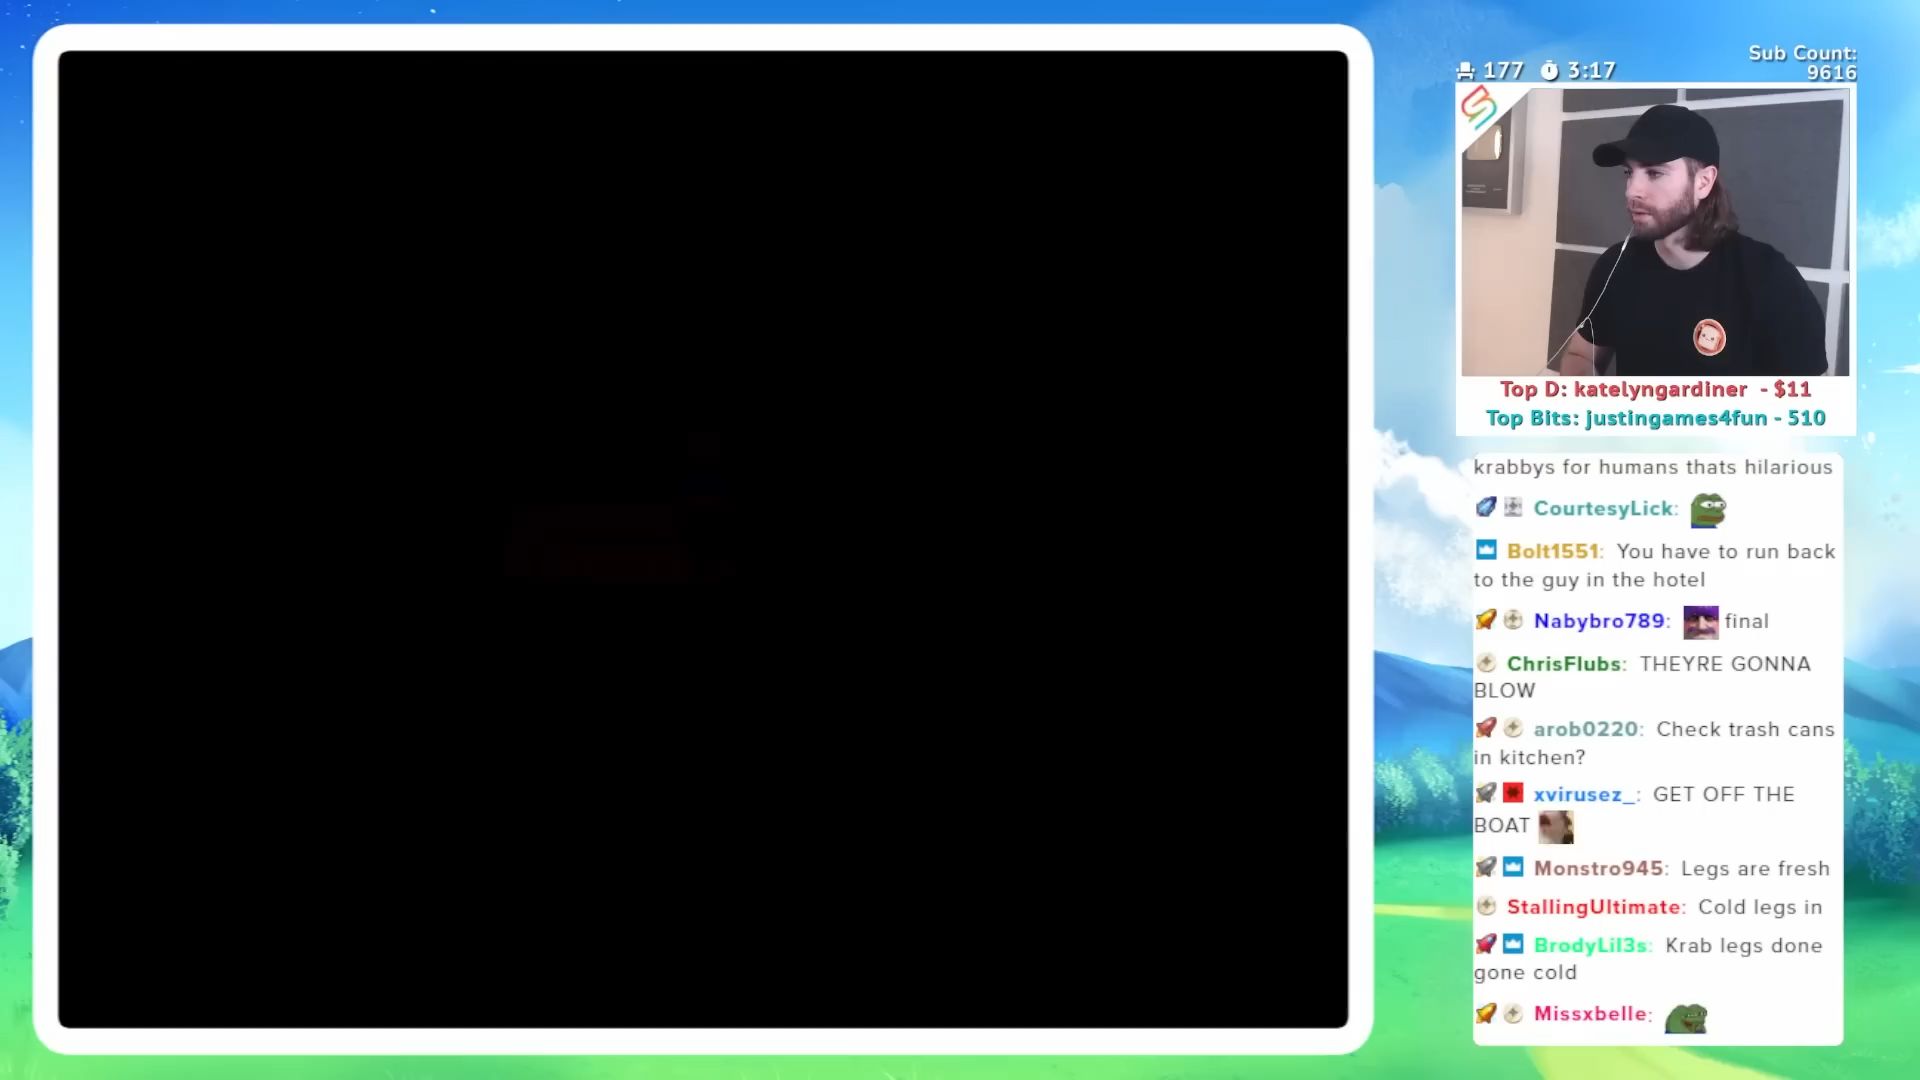 177 3:17
Sub Count:
9616
Top D: katelyngardiner - $11
Top Bits: justingames4fun - 510
krabbys for humans thats hilarious
CourtesyLick:
Bolt1551: You have to run back
to the guy in the hotel
Nabybro789: final
ChrisFlubs: THEYRE GONNA
BLOW
arob0220: Check trash cans
in kitchen?
xvirusez_: GET OFF THE
BOAT
Monstro945: Legs are fresh
StallingUltimate: Cold legs in
BrodyLil3s: Krab legs done
gone cold
Missxbelle: